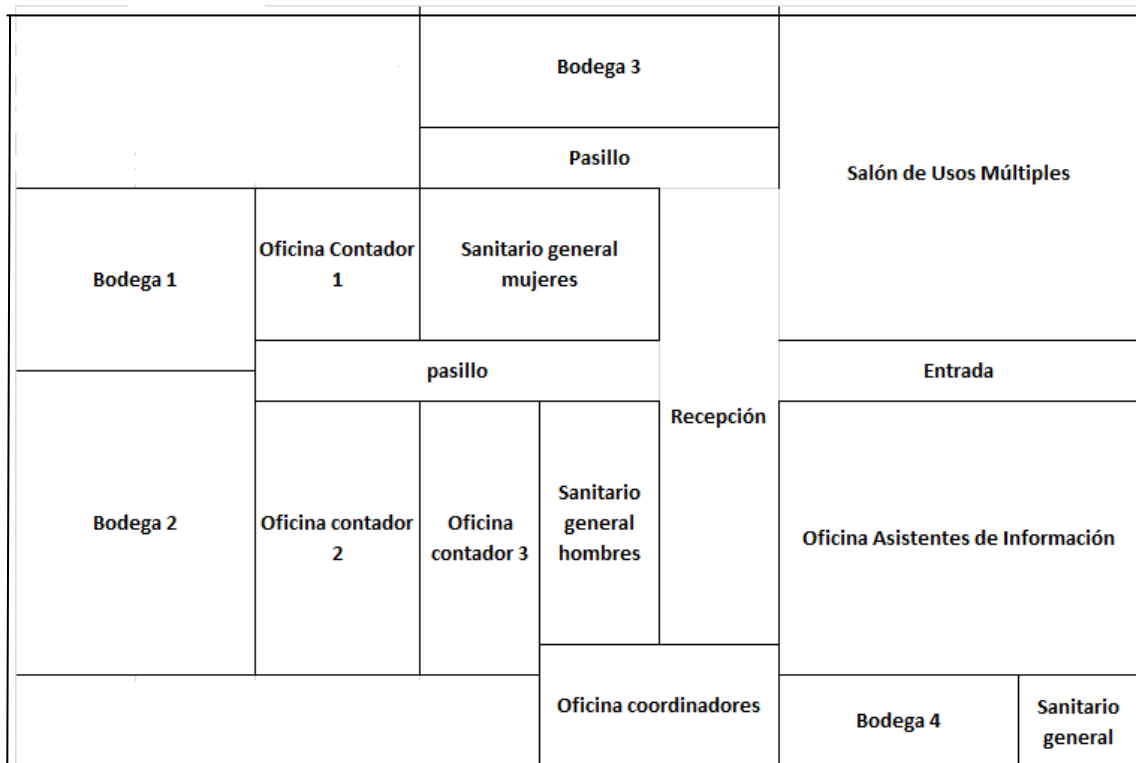 Bodega 3
Pasillo
Salón de Usos Múltiples
Bodega 1
Oficina Contador
1
Sanitario general
mujeres
pasillo
Entrada
Recepción
Bodega 2
Oficina contador
2
Oficina
contador 3
Sanitario
general
hombres
Oficina Asistentes de Información
Oficina coordinadores
Bodega 4
Sanitario
general